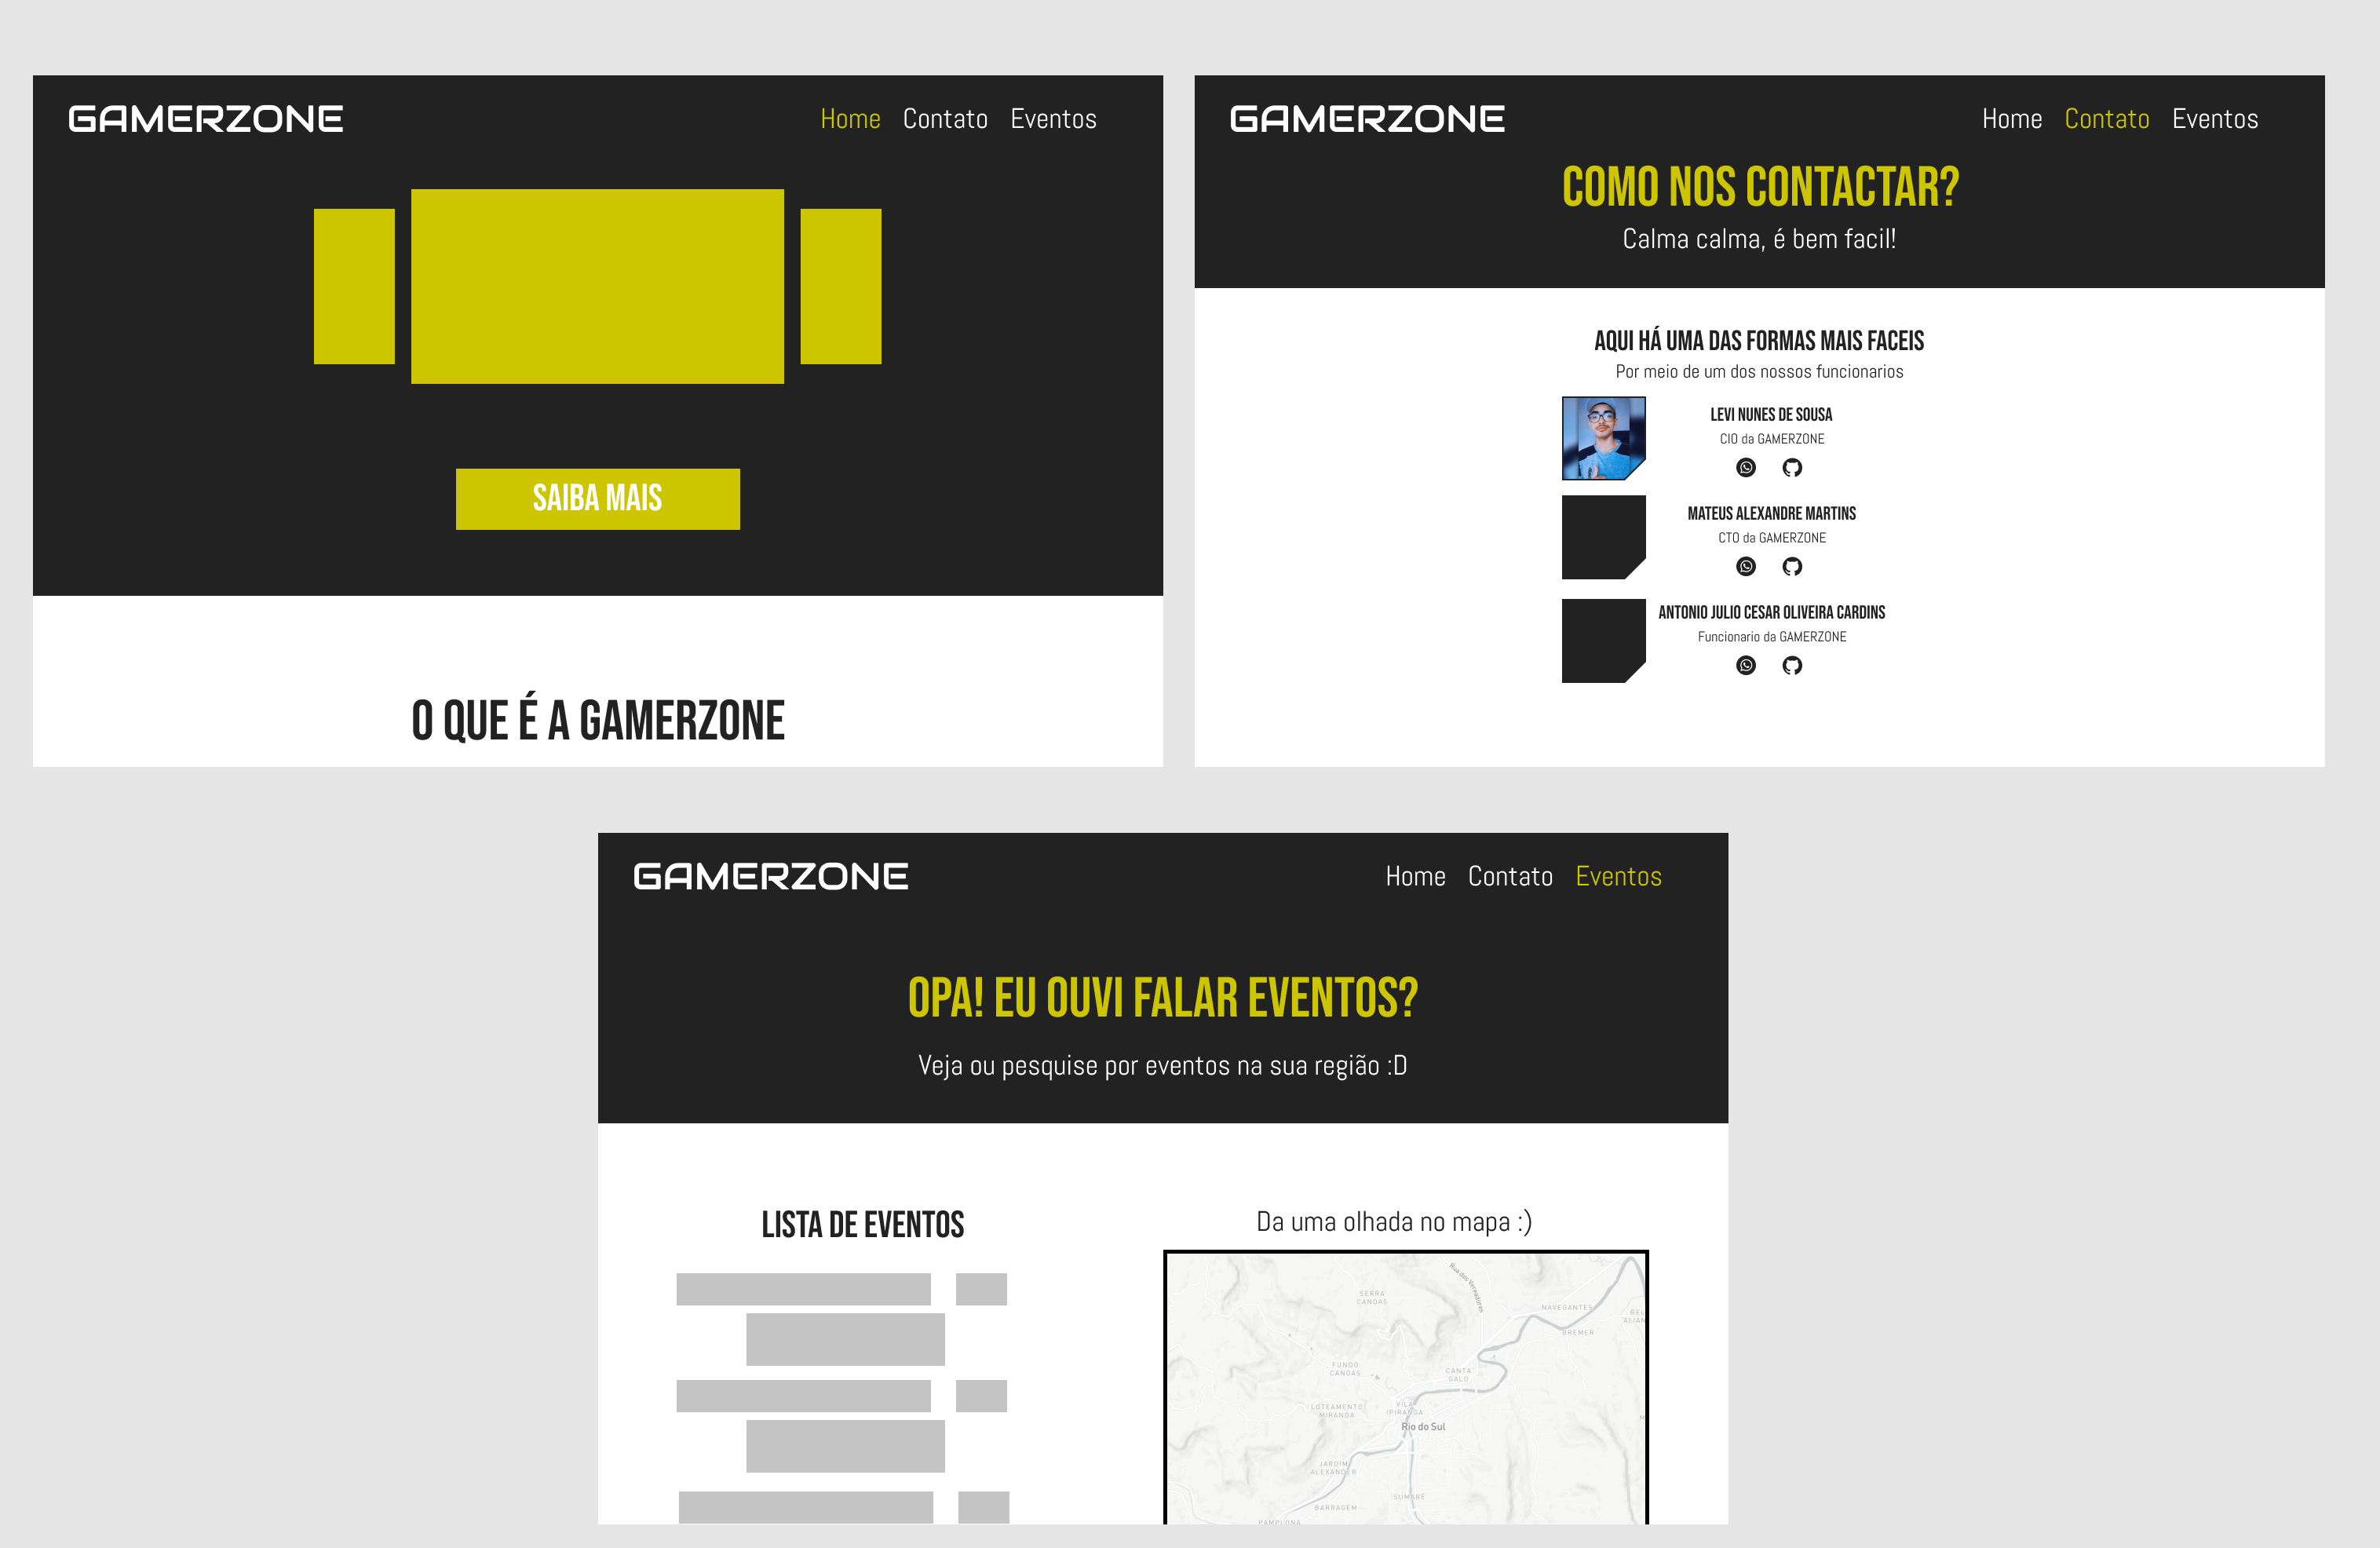 GAMERZONE
Home Contato Eventos
SAIBA MAIS
O QUE É A GAMERZONE
GAMERZONE
Home Contato Eventos
COMO NOS CONTACTAR?
Calma calma, é bem facil!
AQUI HÁ UMA DAS FORMAS MAIS FACEIS
Por meio de um dos nossos funcionarios
LEVI NUNES DE SOUSA
CIO da GAMERZONE
MATEUS ALEXANDRE MARTINS
CTO da GAMERZONE
ANTONIO JULIO CESAR OLIVEIRA CARDINS
Funcionario da GAMERZONE
GAMERZONE
Home Contato Eventos
OPA! EU OUVI FALAR EVENTOS?
Veja ou pesquise por eventos na sua região :D
LISTA DE EVENTOS
Da uma olhada no mapa :)
Rua dos Vereadores
SERRA
CANOAS
NAVEGANTES
BREMER
FUNDO
CANOAS
CANTA
GALO
LOTEAMENTO
MIRANDA
VILA
IPIRANGA
Rio do Sul
JARDIM
ALEXANDER
SUMARÉ
BARRAGEM
PAMPLONA